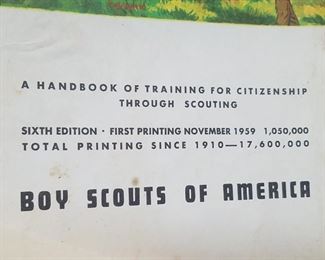 A HANDBOOK OF TRAINING FOR CITIZENSHIP
THROUGH SCOUTING
SIXTH EDITION · FIRST PRINTING NOVEMBER 1959 1,050,000
TOTAL PRINTING SINCE 1910—17,600,000
BOY SCOUTS OF AMERICA